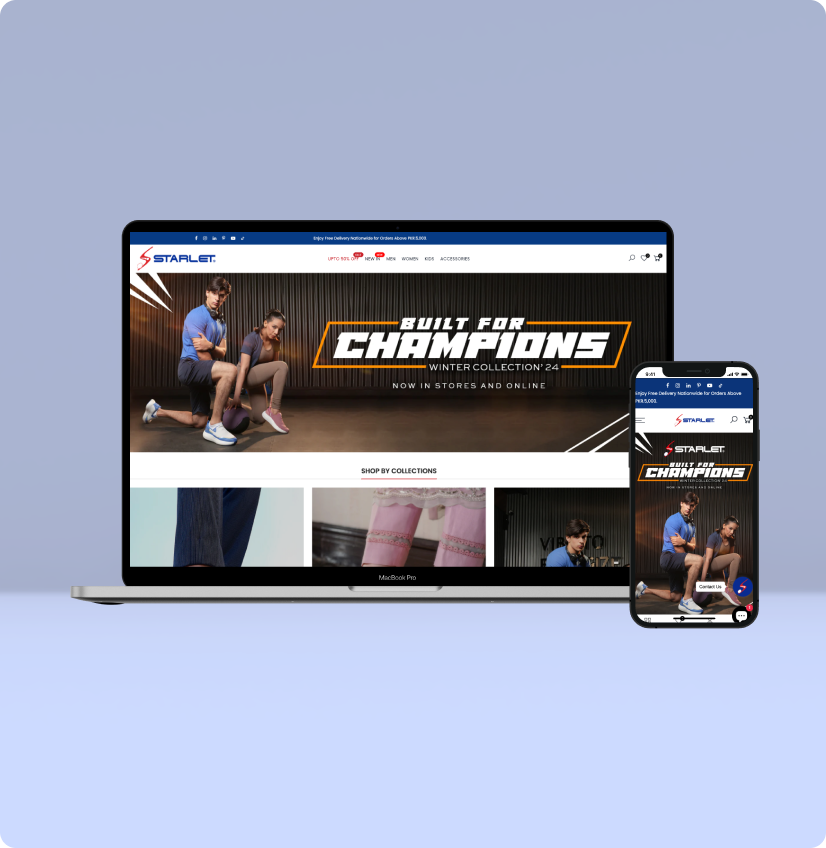 Enjoy Free Delivery Nationwide for Orders Above PKR 5,000.
STARLET
UPTO 50% OFF NEW IN MEN WOMEN KIDS ACCESSORIES
BUILT FOR
CHAMPIONS
WINTER COLLECTION' 24
NOW IN STORES AND ONLINE
SHOP BY COLLECTIONS
MacBook Pro
9:41
Enjoy Free Delivery Nationwide for Orders Above
PKR 5,000.
STARLET
STARLET
BUILT FOR
CHAMPIONS
WINTER COLLECTION' 24
NOW IN STORES AND ONLINE
Contact Us